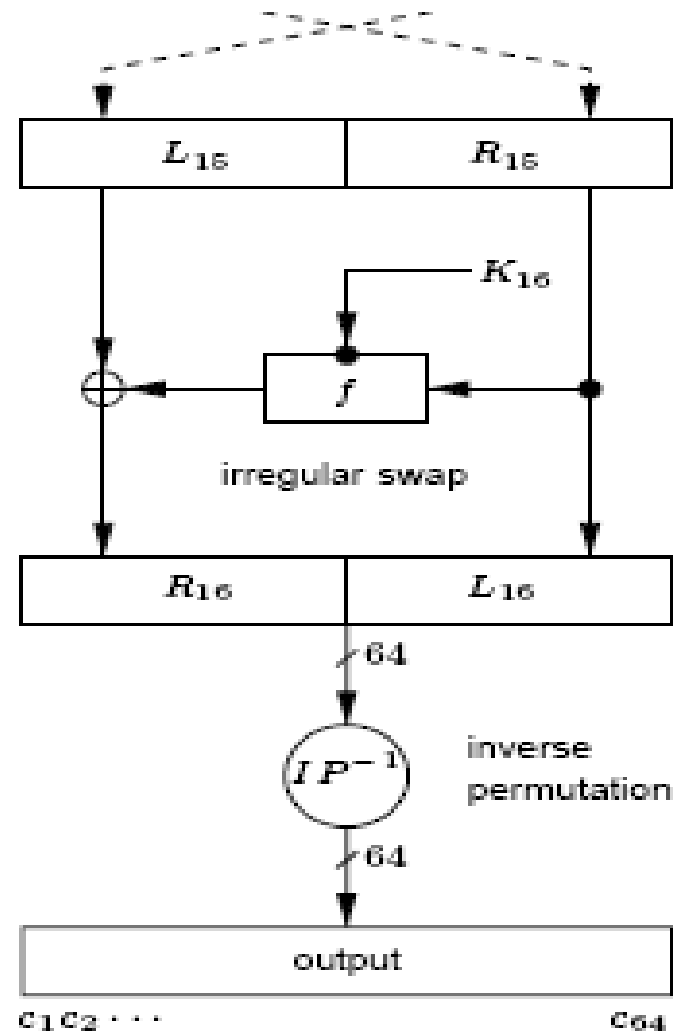 L₁₅ R₁₅
K₁₆
f
irregular swap
R₁₆ L₁₆
64
IP⁻¹
inverse
permutation
64
output
c₁c₂ · · · c₆₄